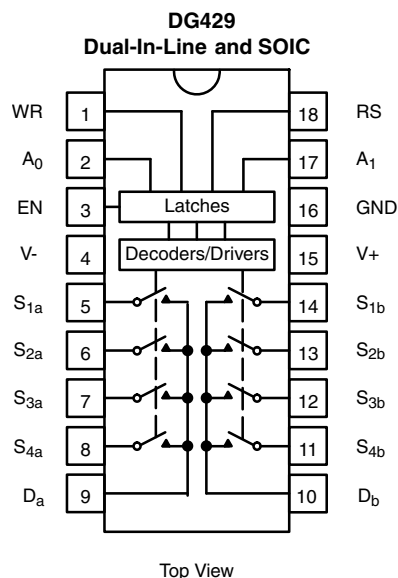 DG429
Dual-In-Line and SOIC
WR 1 18 RS
A0 2 17 A1
Latches
EN 3 16 GND
V- 4 Decoders/Drivers 15 V+
S1a 5 14 S1b
S2a 6 13 S2b
S3a 7 12 S3b
S4a 8 11 S4b
Da 9 10 Db
Top View